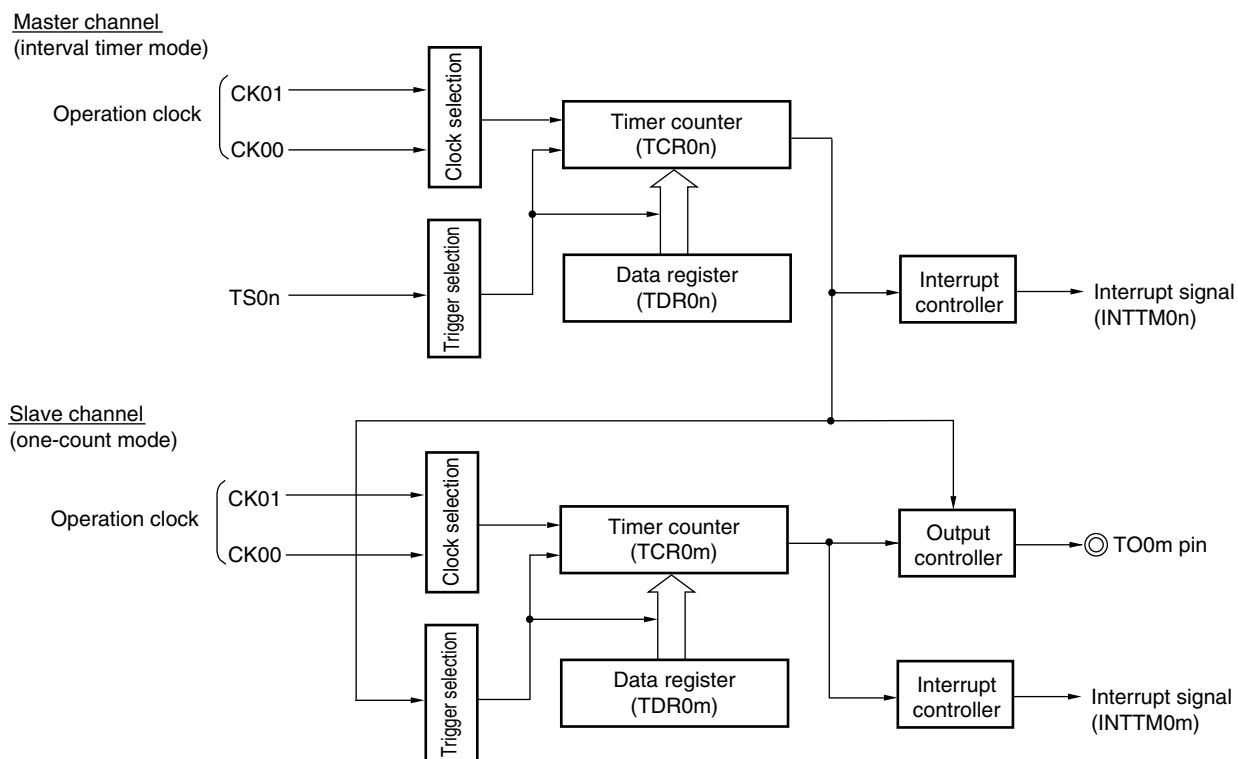 Master channel
(interval timer mode)
Operation clock
CK01
CK00
Clock selection
Timer counter
(TCR0n)
TS0n
Trigger selection
Data register
(TDR0n)
Interrupt
controller
Interrupt signal
(INTTM0n)
Slave channel
(one-count mode)
Operation clock
CK01
CK00
Clock selection
Timer counter
(TCR0m)
Output
controller
TO0m pin
Trigger selection
Data register
(TDR0m)
Interrupt
controller
Interrupt signal
(INTTM0m)